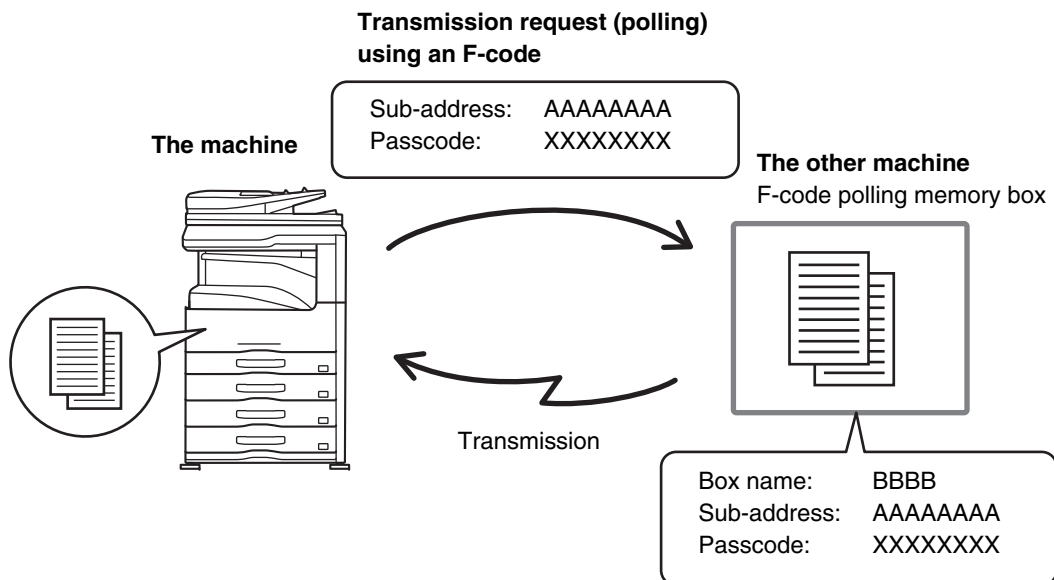 Transmission request (polling)
using an F-code
Sub-address: AAAAAAAA
Passcode: XXXXXXXX
The machine
The other machine
F-code polling memory box
Transmission
Box name: BBBB
Sub-address: AAAAAAAA
Passcode: XXXXXXXX